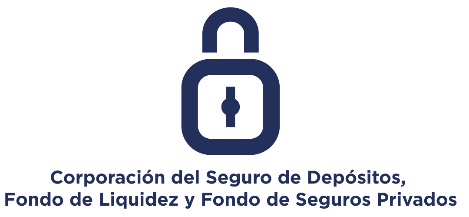 Corporación del Seguro de Depósitos,
Fondo de Liquidez y Fondo de Seguros Privados